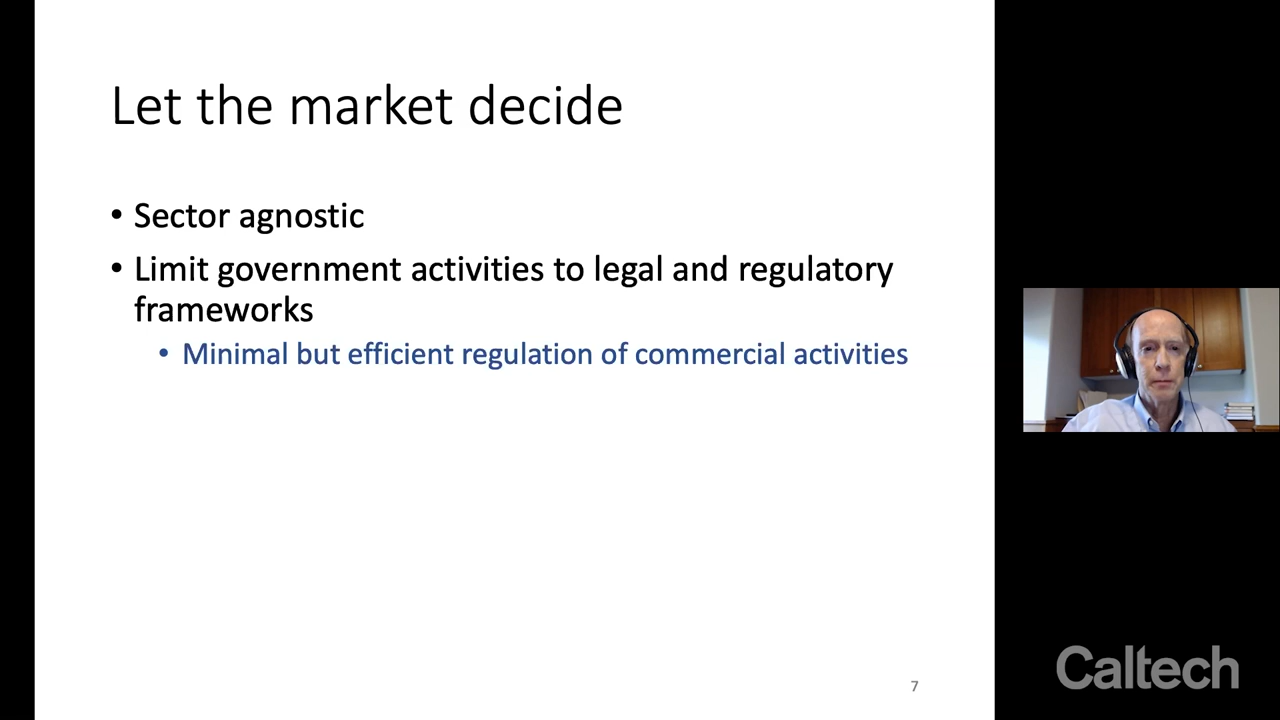 Let the market decide
• Sector agnostic
• Limit government activities to legal and regulatory
frameworks
• Minimal but efficient regulation of commercial activities
7
Caltech